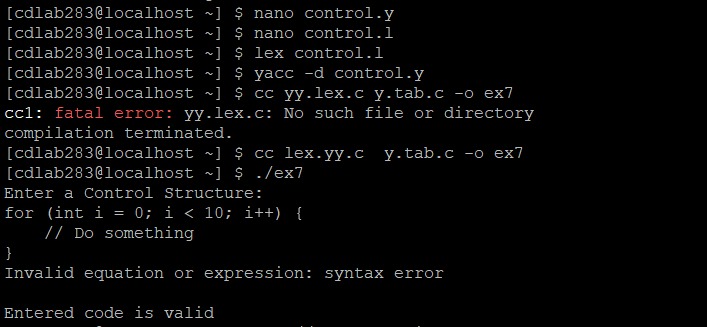 [cdlab283@localhost ~] $ nano control.y
[cdlab283@localhost ~] $ nano control.l
[cdlab283@localhost ~] $ lex control.l
[cdlab283@localhost ~] $ yacc -d control.y
[cdlab283@localhost ~] $ cc yy.lex.c y.tab.c -o ex7
cc1: fatal error: yy.lex.c: No such file or directory
compilation terminated.
[cdlab283@localhost ~] $ cc lex.yy.c  y.tab.c -o ex7
[cdlab283@localhost ~] $ ./ex7
Enter a Control Structure:
for (int i = 0; i < 10; i++) {
    // Do something
}
Invalid equation or expression: syntax error

Entered code is valid